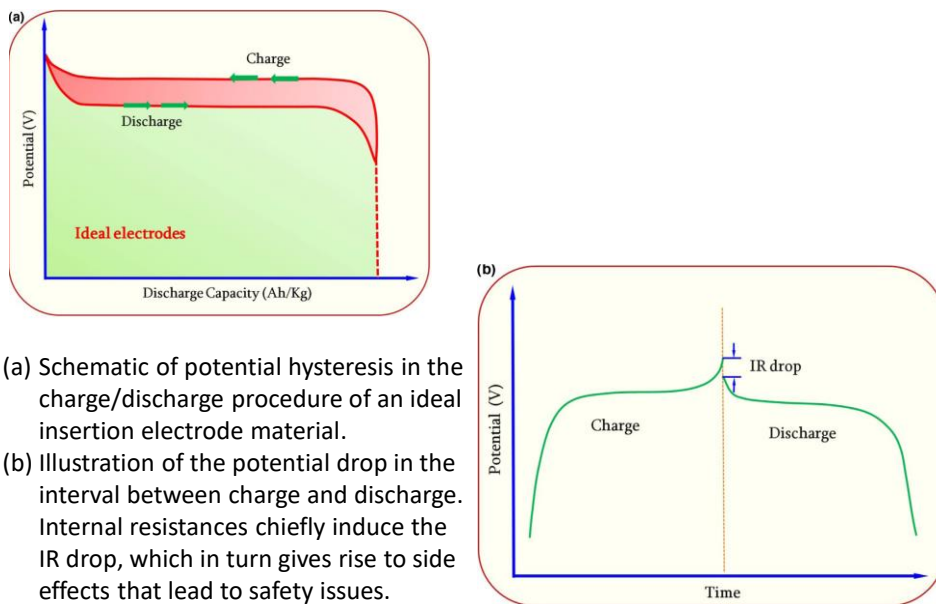 (a)
Charge
Discharge
Potential (V)
Ideal electrodes
Discharge Capacity (Ah/Kg)
(a) Schematic of potential hysteresis in the
charge/discharge procedure of an ideal
insertion electrode material.
(b) Illustration of the potential drop in the
interval between charge and discharge.
Internal resistances chiefly induce the
IR drop, which in turn gives rise to side
effects that lead to safety issues.
(b)
IR drop
Charge
Discharge
Potential (V)
Time